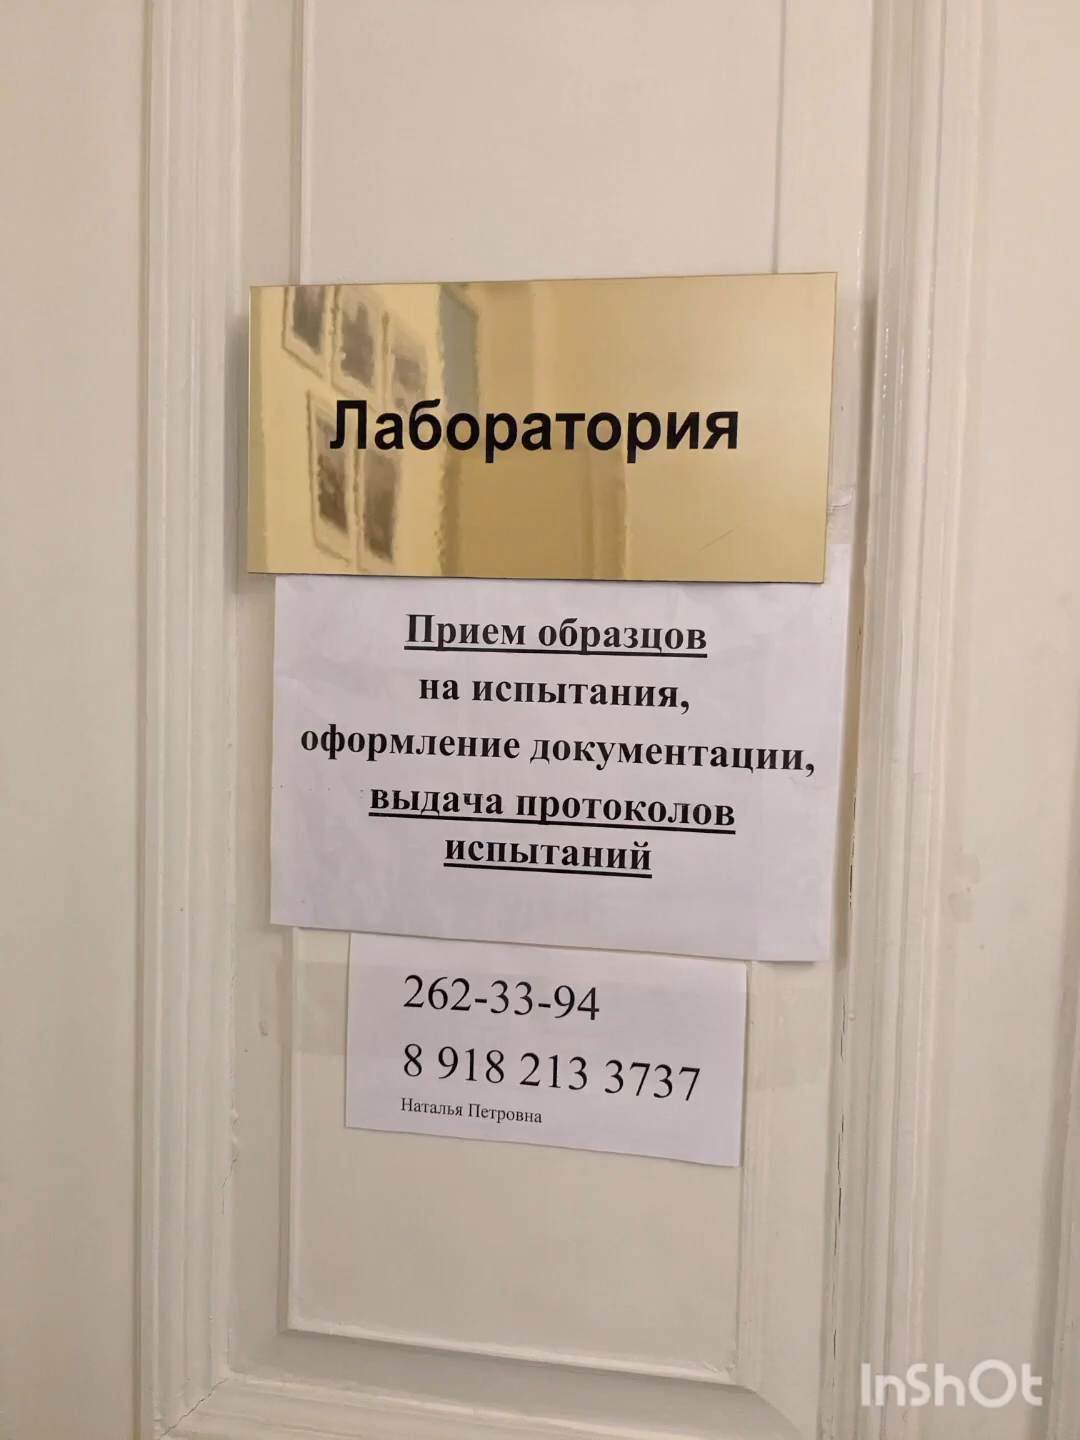 Лаборатория
Прием образцов
на испытания,
оформление документации,
выдача протоколов
испытаний
262-33-94
8 918 213 3737
Наталья Петровна
InShOt